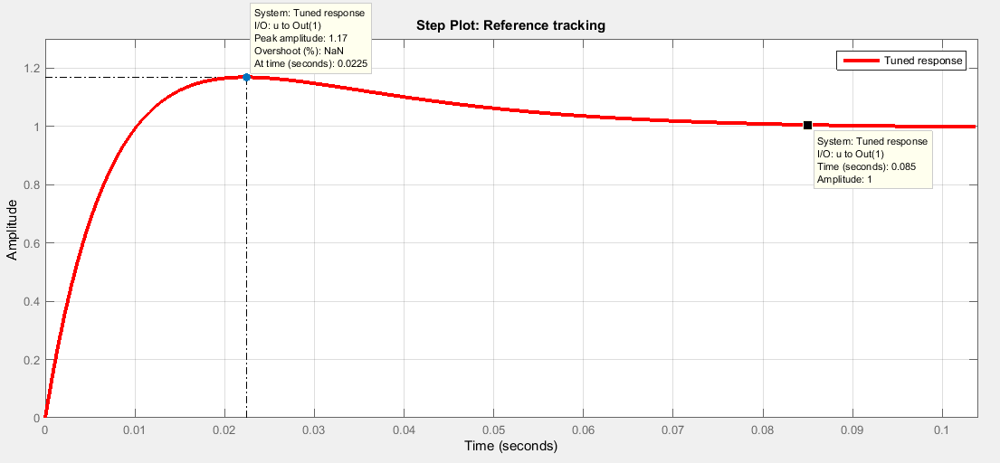 System: Tuned response
I/O: u to Out(1)
Peak amplitude: 1.17
Overshoot (%): NaN
At time (seconds): 0.0225
Step Plot: Reference tracking
Tuned response
System: Tuned response
I/O: u to Out(1)
Time (seconds): 0.085
Amplitude: 1
Amplitude
1.2
1
0.8
0.6
0.4
0.2
0
0 0.01 0.02 0.03 0.04 0.05 0.06 0.07 0.08 0.09 0.1
Time (seconds)